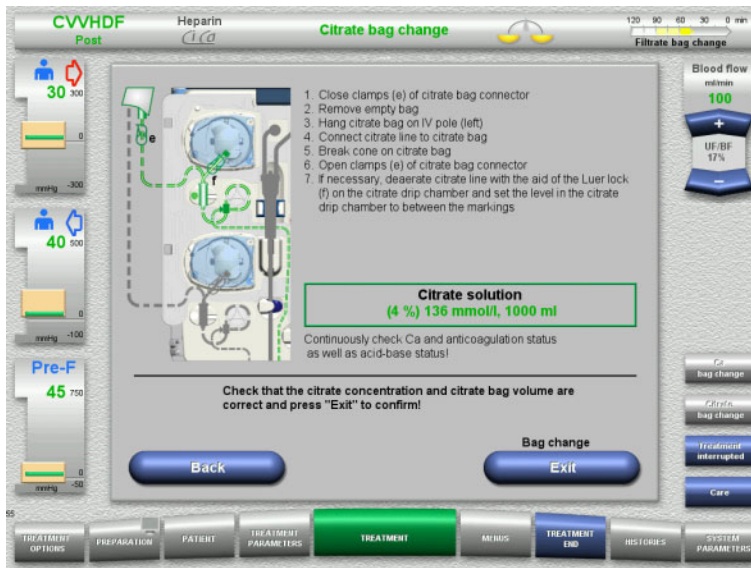 CVVHDF
Post
Heparin
CiCa
Citrate bag change
120 90 60 30 0 min
Filtrate bag change
30
300
0
-300
mmHg
40
500
0
-100
mmHg
Pre-F
45
750
0
-50
mmHg
e
f
1. Close clamps (e) of citrate bag connector
2. Remove empty bag
3. Hang citrate bag on IV pole (left)
4. Connect citrate line to citrate bag
5. Break cone on citrate bag
6. Open clamps (e) of citrate bag connector
7. If necessary, deaerate citrate line with the aid of the Luer lock
(f) on the citrate drip chamber and set the level in the citrate
drip chamber to between the markings
Citrate solution
(4 %) 136 mmol/l, 1000 ml
Continuously check Ca and anticoagulation status
as well as acid-base status!
Check that the citrate concentration and citrate bag volume are
correct and press "Exit" to confirm!
Back
Bag change
Exit
Blood flow
ml/min
100
+
UF/BF
17%
−
Ca
bag change
Citrate
bag change
Treatment
interrupted
Care
TREATMENT
OPTIONS
PREPARATION
PATIENT
TREATMENT
PARAMETERS
TREATMENT
MENUS
TREATMENT
END
HISTORIES
SYSTEM
PARAMETERS